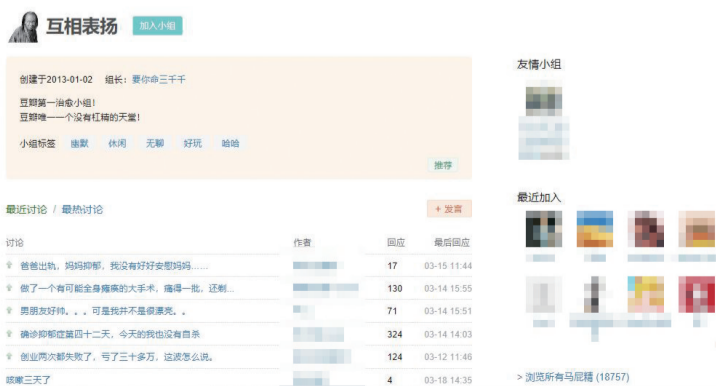 互相表扬 加入小组
创建于2013-01-02 组长：要你命三千千
豆瓣第一治愈小组！
豆瓣唯一一个没有杠精的天堂！
小组标签 幽默 休闲 无聊 好玩 哈哈
推荐
最近讨论 / 最热讨论 + 发言
讨论 作者 回应 最后回应
爸爸出轨，妈妈抑郁，我没有好好安慰妈妈...... 17 03-15 11:44
做了一个有可能全身瘫痪的大手术，痛得一批，还剃... 130 03-14 15:55
男朋友好帅。。。可是我并不是很漂亮。。 71 03-14 15:51
确诊抑郁症第四十二天，今天的我也没有自杀 324 03-14 14:03
创业两次都失败了，亏了三十多万，这波怎么说。 124 03-12 11:46
咳嗽三天了 4 03-18 14:35
友情小组
最近加入
> 浏览所有马屁精 (18757)